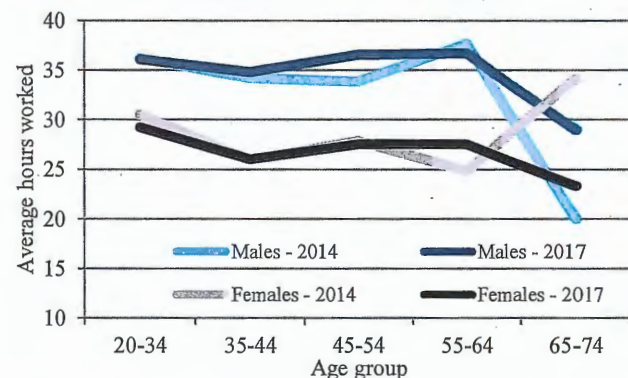 40
35
30
25
20
15
10
Average hours worked
Males - 2014
Males - 2017
Females - 2014
Females - 2017
20-34 35-44 45-54 55-64 65-74
Age group